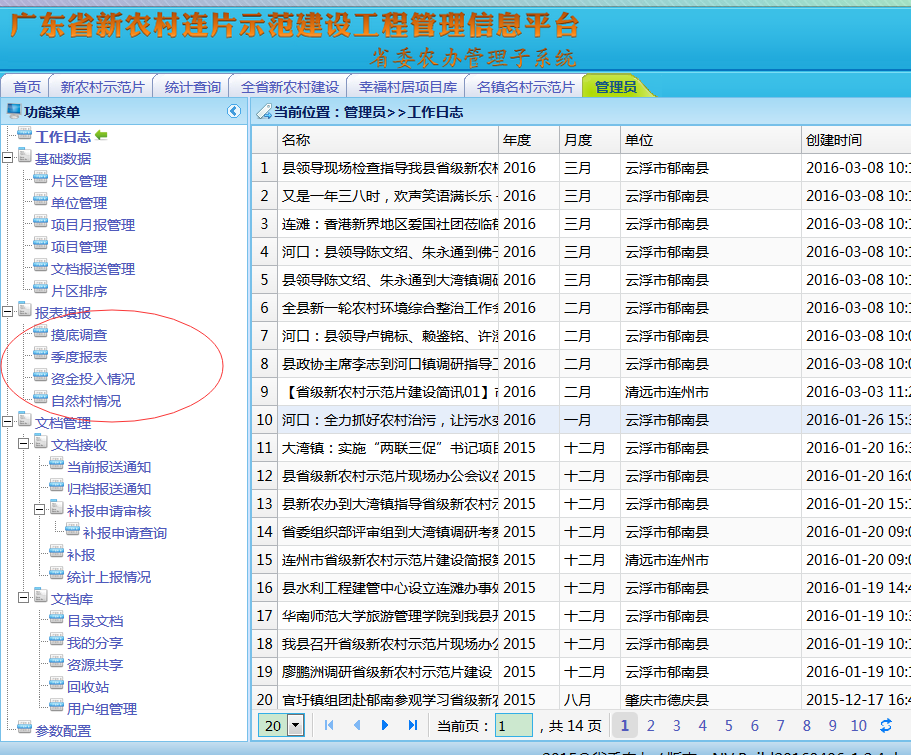 广东省新农村连片示范建设工程管理信息平台
省委农办管理子系统
首页 新农村示范片 统计查询 全省新农村建设 幸福村居项目库 名镇名村示范片 管理员
功能菜单
当前位置：管理员>>工作日志
工作日志
基础数据
片区管理
单位管理
项目月报管理
项目管理
文档报送管理
片区排序
报表填报
摸底调查
季度报表
资金投入情况
自然村情况
文档管理
文档接收
当前报送通知
归档报送通知
补报申请审核
补报申请查询
补报
统计上报情况
文档库
目录文档
我的分享
资源共享
回收站
用户组管理
参数配置
名称 年度 月度 单位 创建时间
1 县领导现场检查指导我县省级新农村 2016 三月 云浮市郁南县 2016-03-08 10:
2 又是一年三八时，欢声笑语满长乐 2016 三月 云浮市郁南县 2016-03-08 10:
3 连滩：香港新界地区爱国社团莅临 2016 三月 云浮市郁南县 2016-03-08 10:
4 河口：县领导陈文绍、朱永通到佛子 2016 三月 云浮市郁南县 2016-03-08 10:
5 县领导陈文绍、朱永通到大湾镇调研 2016 三月 云浮市郁南县 2016-03-08 10:
6 全县新一轮农村环境综合整治工作会 2016 二月 云浮市郁南县 2016-03-08 10:
7 河口：县领导卢锦标、赖鉴铭、许 2016 二月 云浮市郁南县 2016-03-08 10:0
8 县政协主席李志到河口镇调研指导工 2016 二月 云浮市郁南县 2016-03-08 10:0
9 【省级新农村示范片建设简讯01】 2016 二月 清远市连州市 2016-03-03 11:2
10 河口：全力抓好农村治污，让污水变 2016 一月 云浮市郁南县 2016-01-26 15:
11 大湾镇：实施“两联三促”书记项目 2015 十二月 云浮市郁南县 2016-01-20 16:
12 县省级新农村示范片现场办公会议在 2015 十二月 云浮市郁南县 2016-01-20 16:0
13 县新农办到大湾镇指导省级新农村示 2015 十二月 云浮市郁南县 2016-01-20 15:
14 省委组织部评审组到大湾镇调研考察 2015 十二月 云浮市郁南县 2016-01-20 09:0
15 连州市省级新农村示范片建设简报第 2015 十二月 清远市连州市 2016-01-20 09:0
16 县水利工程建管中心设立连滩办事处 2015 十二月 云浮市郁南县 2016-01-19 14:4
17 华南师范大学旅游管理学院到我县开 2015 十二月 云浮市郁南县 2016-01-19 10:
18 我县召开省级新农村示范片现场办公 2015 十二月 云浮市郁南县 2016-01-19 10:
19 廖鹏洲调研省级新农村示范片建设 2015 十二月 云浮市郁南县 2016-01-19 10:
20 官圩镇组团赴郁南参观学习省级新农 2015 八月 肇庆市德庆县 2015-12-17 16:4
20 当前页： 1 ，共 14 页 1 2 3 4 5 6 7 8 9 10